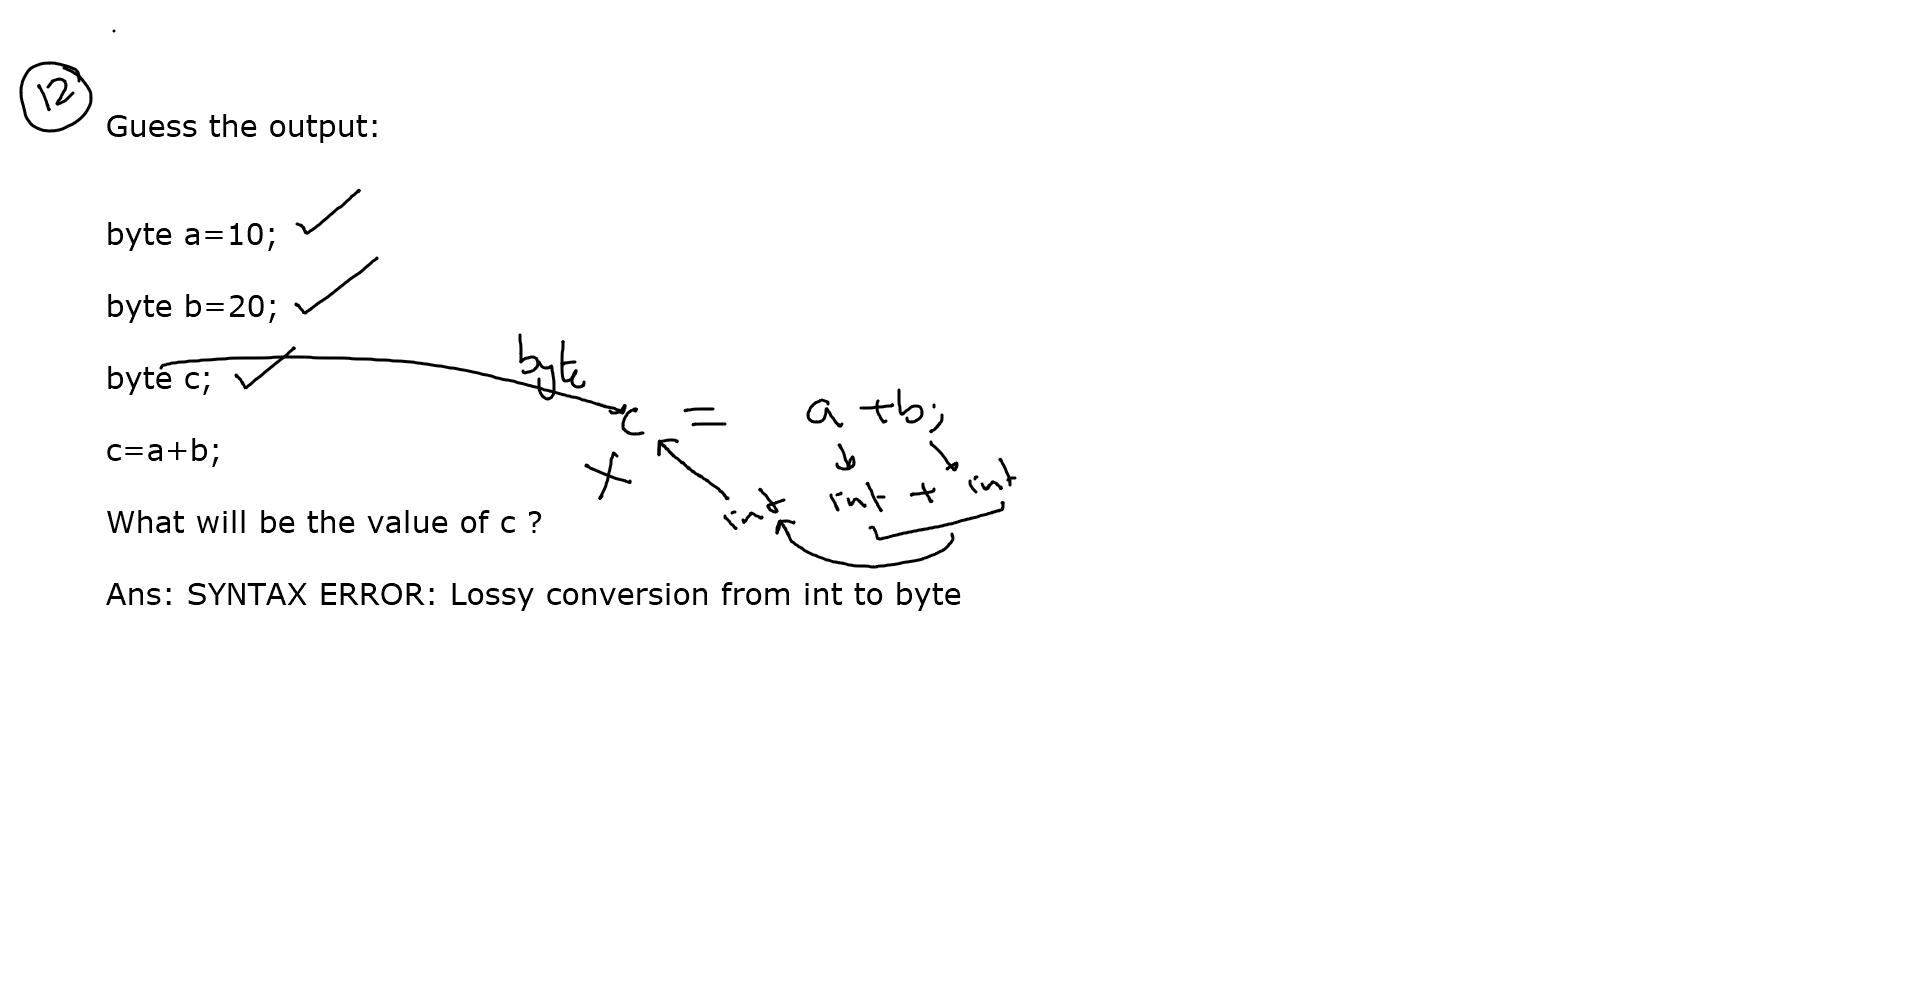 12
Guess the output:
byte a=10;
byte b=20;
byte c;
byte
c = a +b;
c=a+b;
int int + int
What will be the value of c ?
Ans: SYNTAX ERROR: Lossy conversion from int to byte